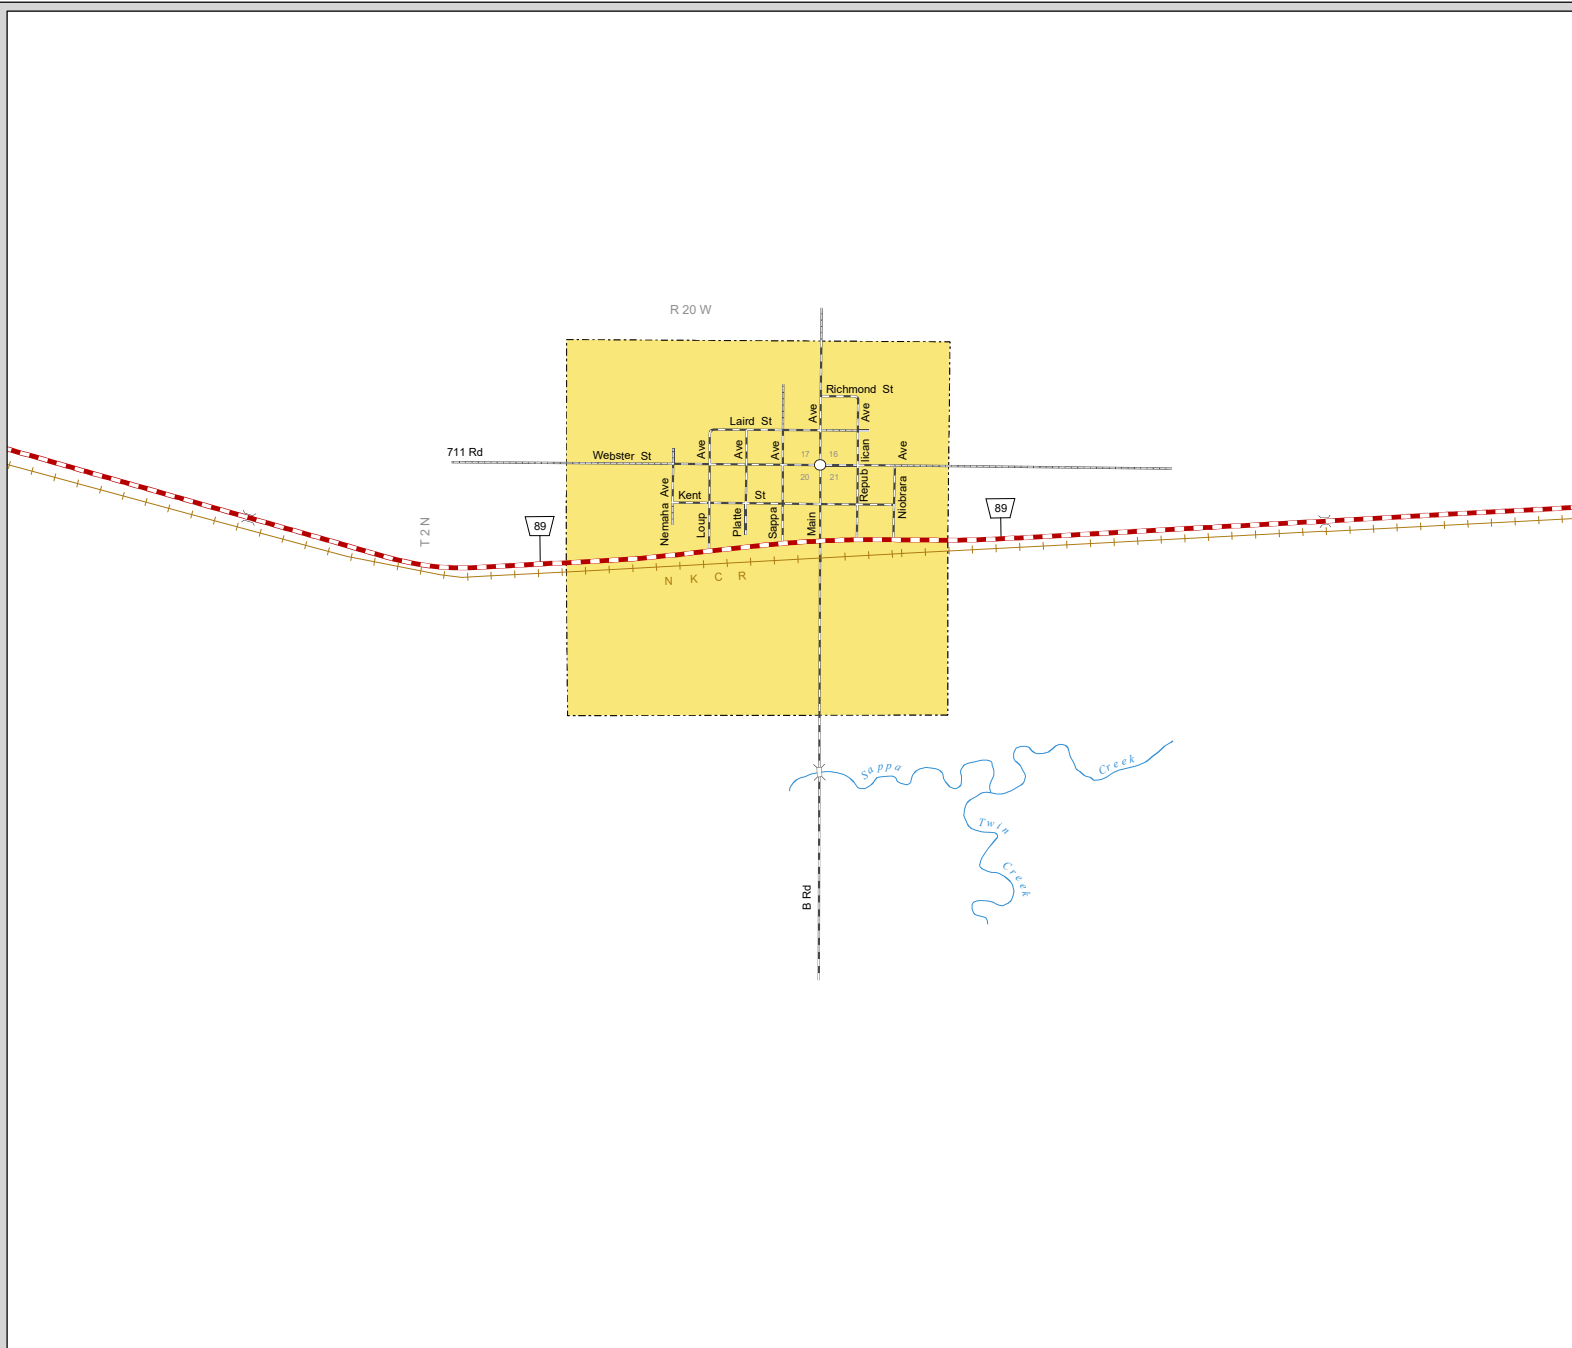 R 20 W
Richmond St
Laird St
711 Rd
Webster St
Kent St
Nemaha Ave
Loup Ave
Platte Ave
Sappa Ave
Main Ave
Republican Ave
Niobrara Ave
17 16
20 21
T 2 N
89
89
N K C R
Sappa Creek
Twin Creek
B Rd